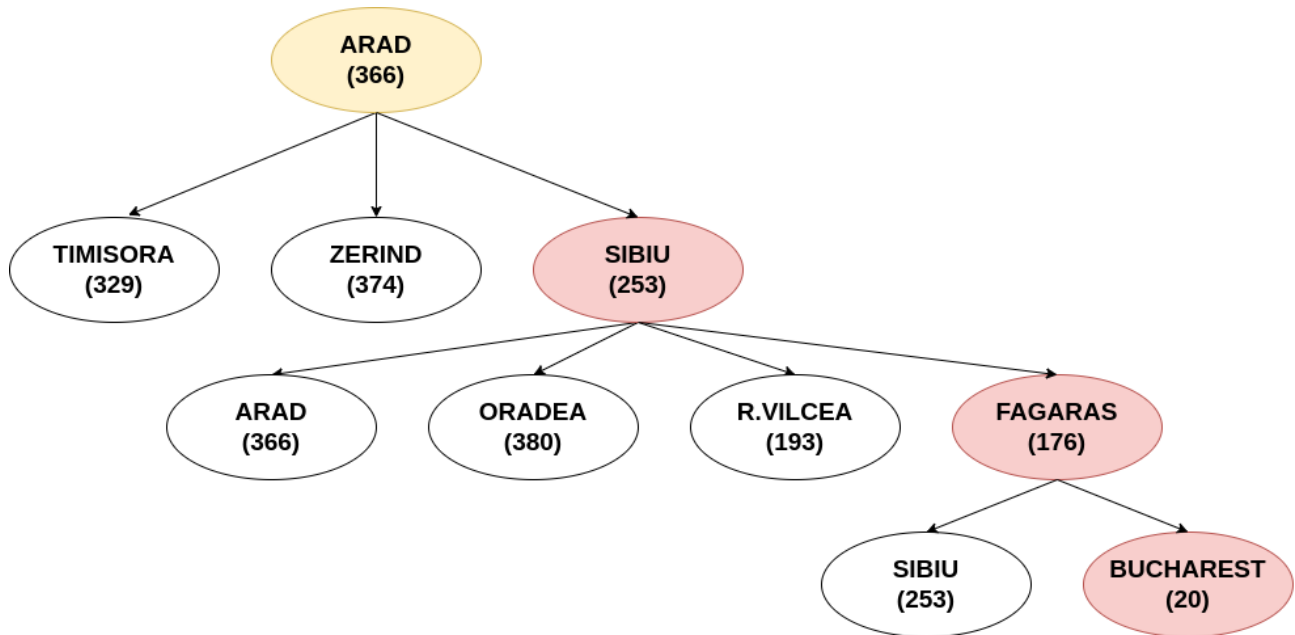 ARAD
(366)
TIMISORA
(329)
ZERIND
(374)
SIBIU
(253)
ARAD
(366)
ORADEA
(380)
R.VILCEA
(193)
FAGARAS
(176)
SIBIU
(253)
BUCHAREST
(20)